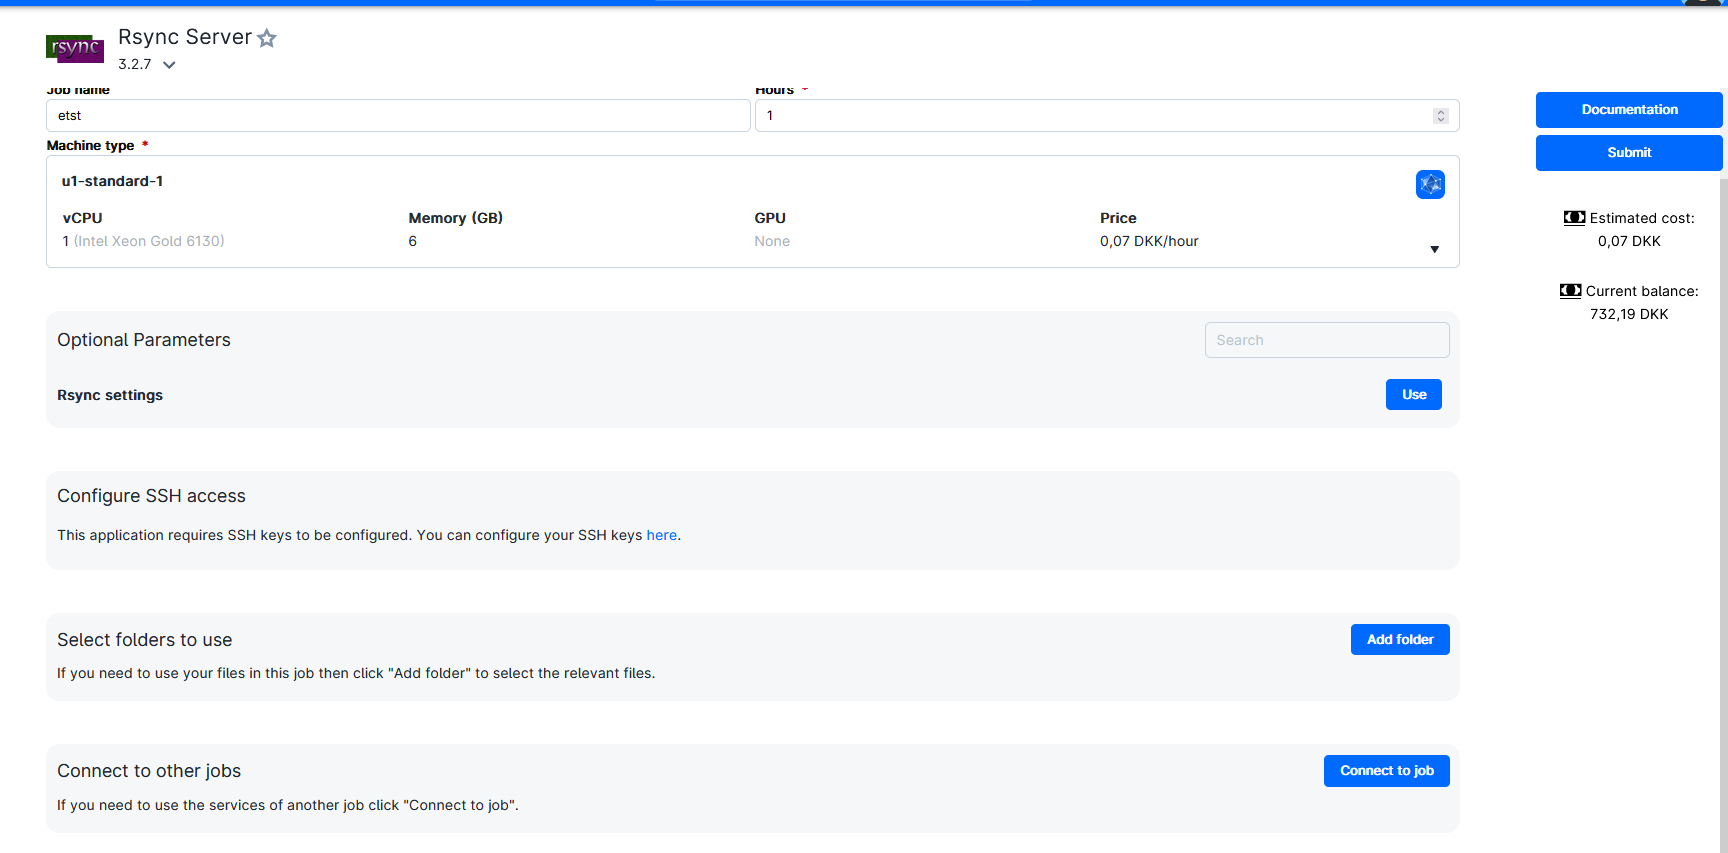 rsync
Rsync Server
3.2.7
Job name
Hours *
etst
1
Documentation
Submit
Machine type *
u1-standard-1
vCPU
Memory (GB)
GPU
Price
1 (Intel Xeon Gold 6130)
6
None
0,07 DKK/hour
Estimated cost:
0,07 DKK
Current balance:
732,19 DKK
Optional Parameters
Search
Rsync settings
Use
Configure SSH access
This application requires SSH keys to be configured. You can configure your SSH keys here.
Select folders to use
Add folder
If you need to use your files in this job then click "Add folder" to select the relevant files.
Connect to other jobs
Connect to job
If you need to use the services of another job click "Connect to job".